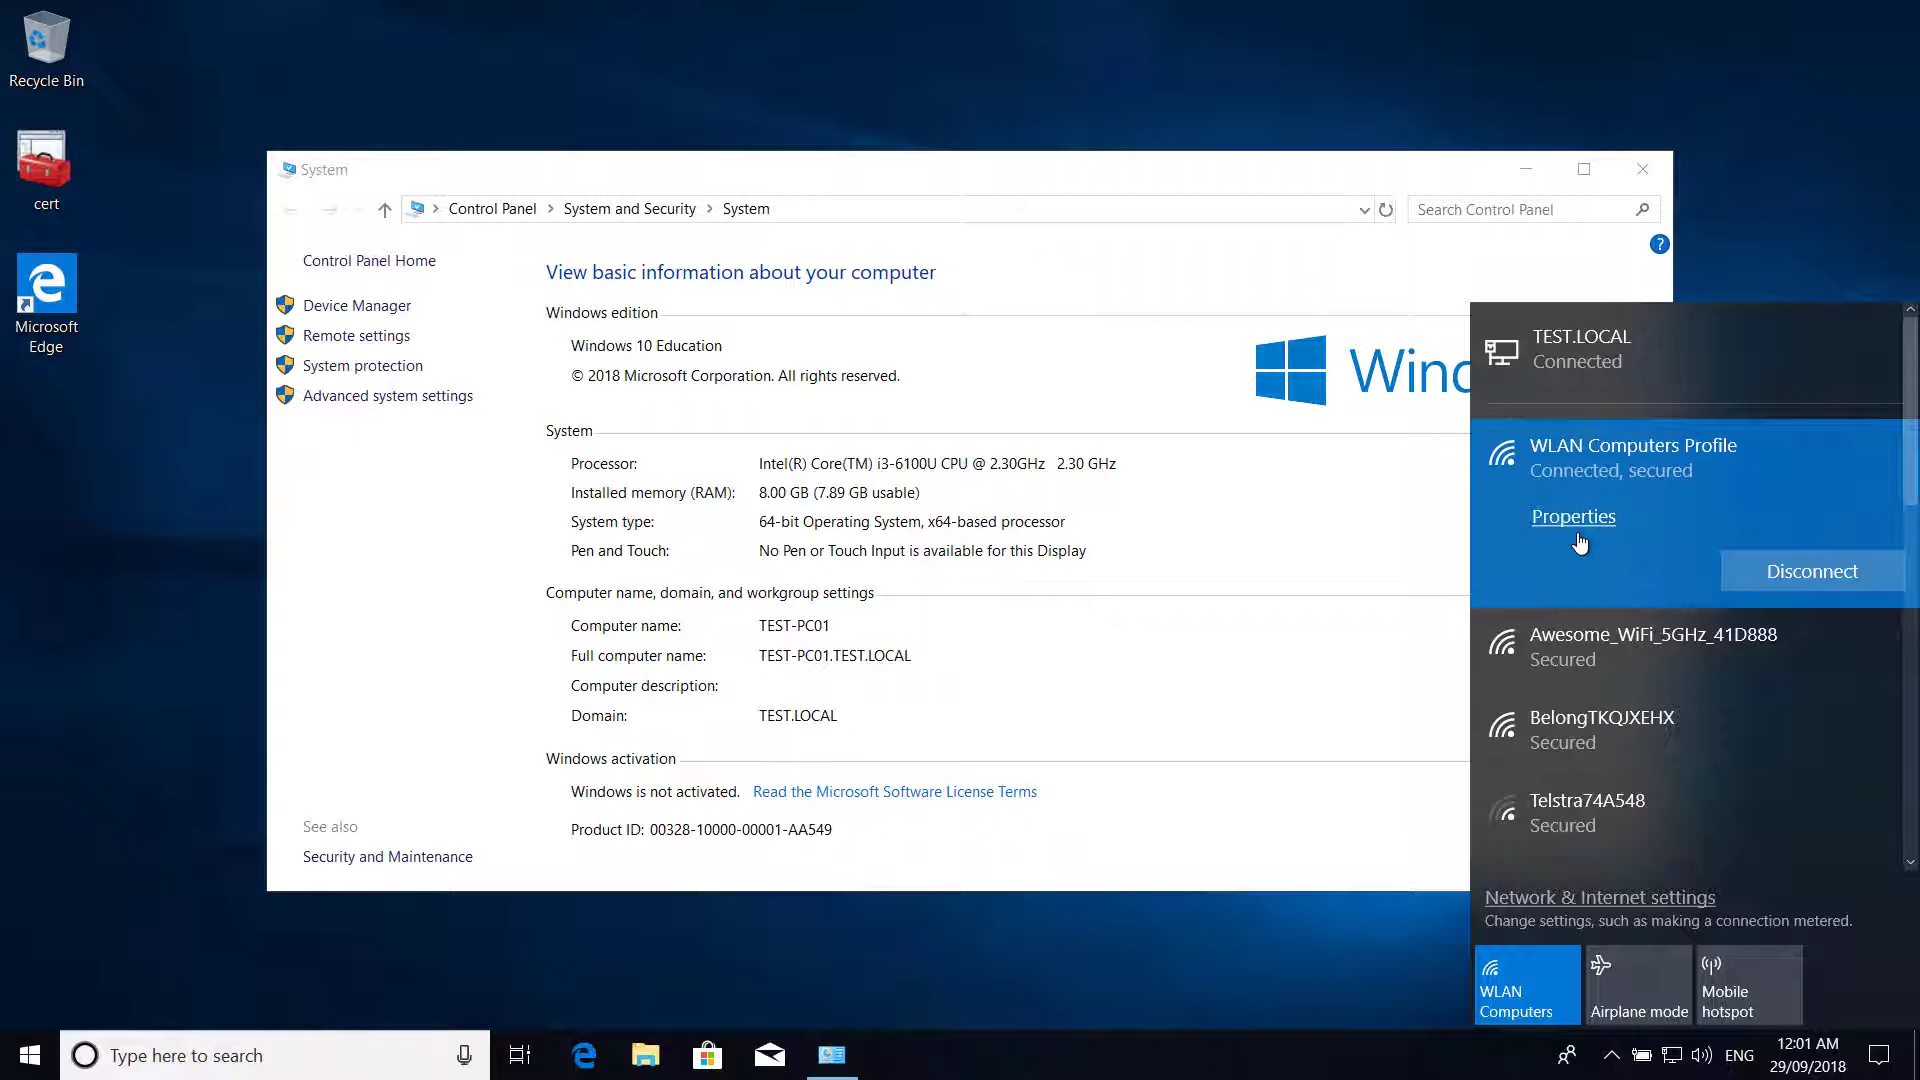 Recycle Bin
cert
Microsoft
Edge
System
Control Panel
System and Security
System
Search Control Panel
?
Control Panel Home
Device Manager
Remote settings
System protection
Advanced system settings
See also
Security and Maintenance
View basic information about your computer
Windows edition
Windows 10 Education
© 2018 Microsoft Corporation. All rights reserved.
System
Processor: Intel(R) Core(TM) i3-6100U CPU @ 2.30GHz 2.30 GHz
Installed memory (RAM): 8.00 GB (7.89 GB usable)
System type: 64-bit Operating System, x64-based processor
Pen and Touch: No Pen or Touch Input is available for this Display
Computer name, domain, and workgroup settings
Computer name: TEST-PC01
Full computer name: TEST-PC01.TEST.LOCAL
Computer description:
Domain: TEST.LOCAL
Windows activation
Windows is not activated. Read the Microsoft Software License Terms
Product ID: 00328-10000-00001-AA549
TEST.LOCAL
Connected
WLAN Computers Profile
Connected, secured
Properties
Disconnect
Awesome_WiFi_5GHz_41D888
Secured
BelongTKQJXEHX
Secured
Telstra74A548
Secured
Network & Internet settings
Change settings, such as making a connection metered.
WLAN
Computers
Airplane mode
Mobile
hotspot
Type here to search
ENG
12:01 AM
29/09/2018